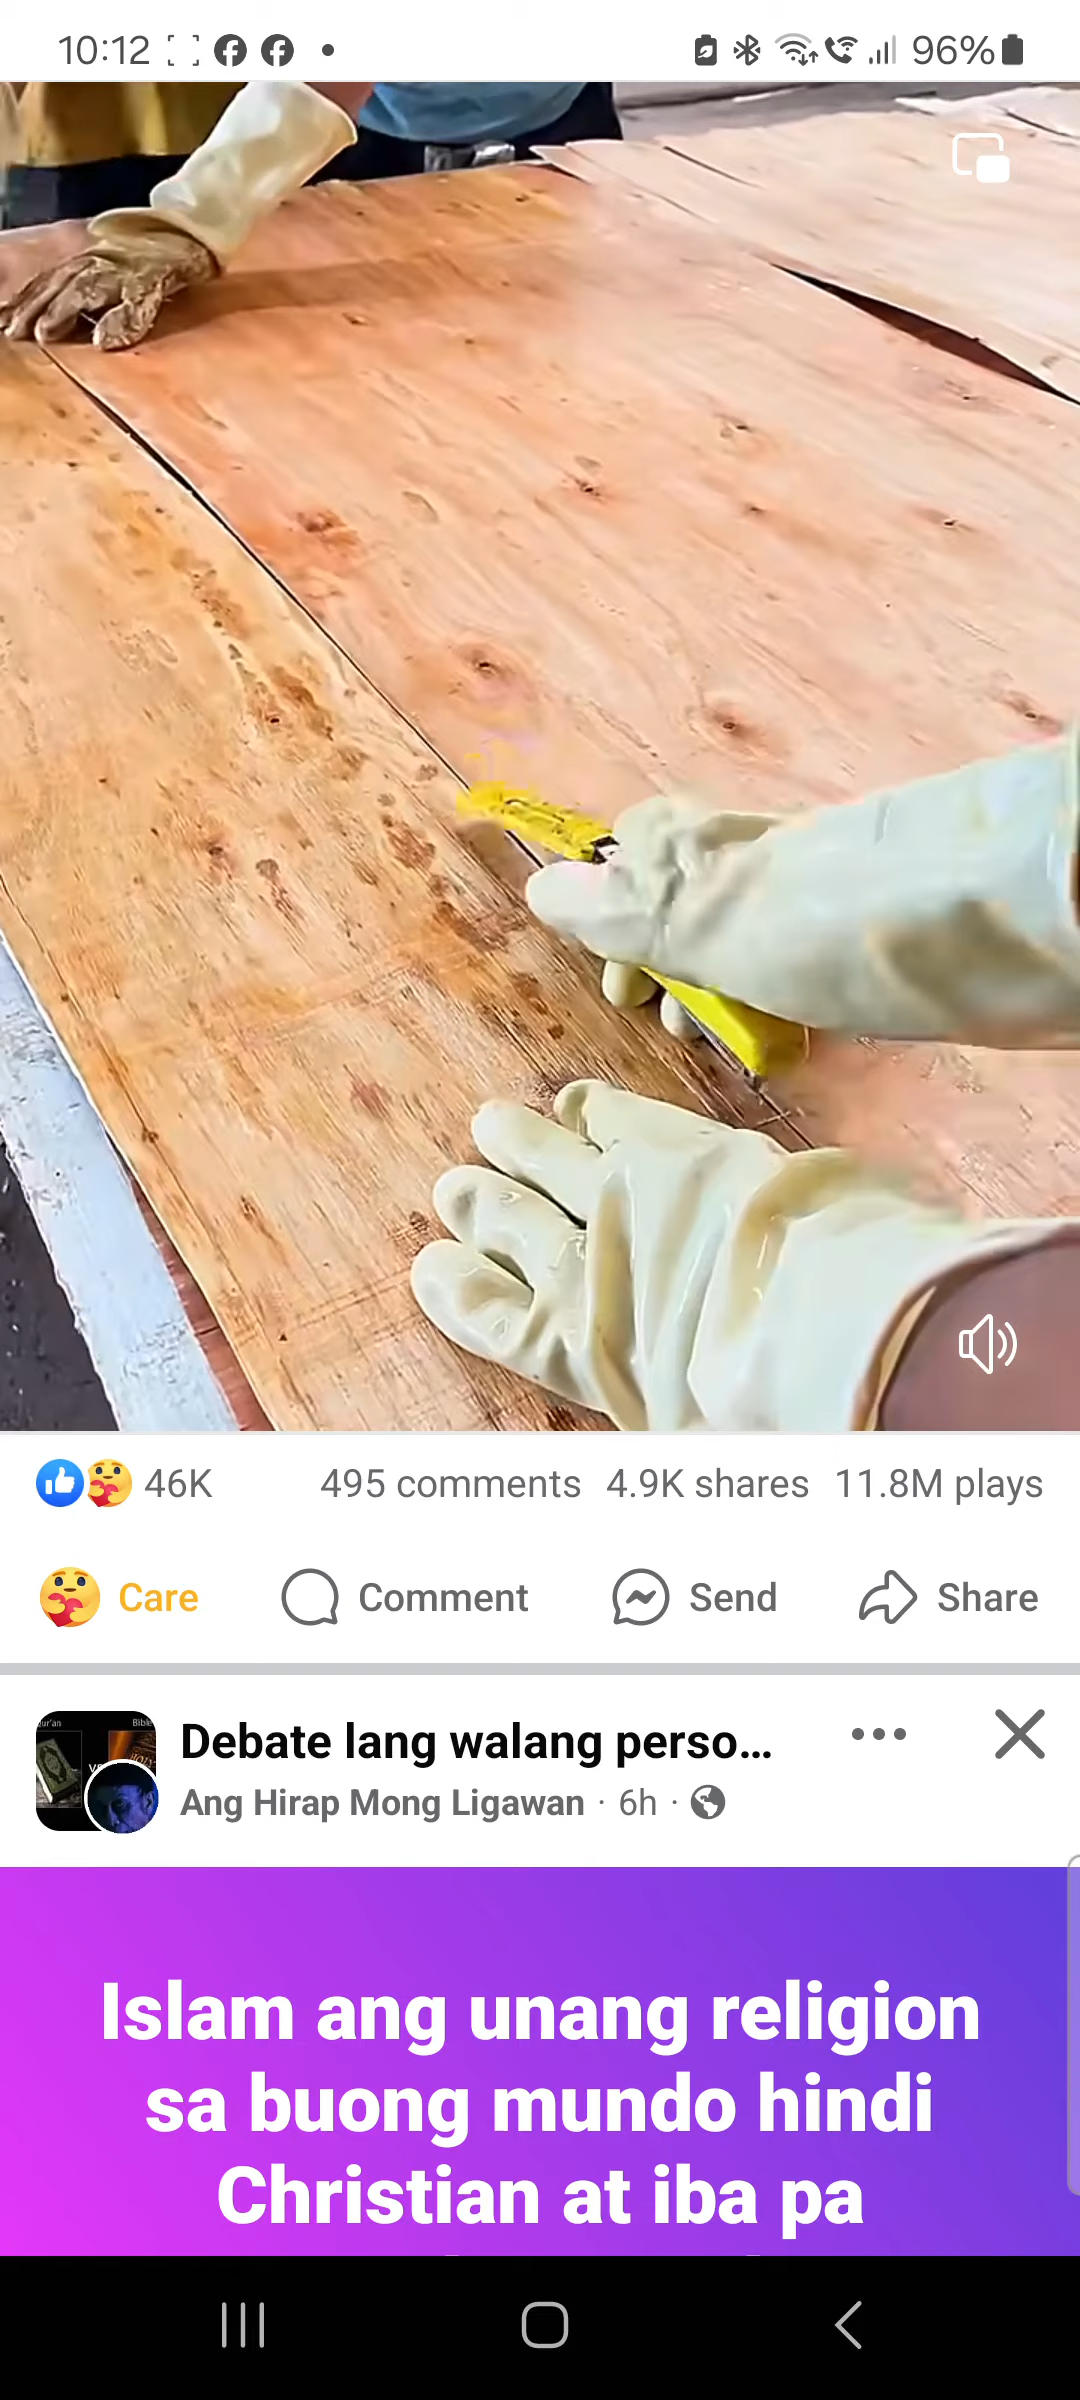 10:12
96%
46K 495 comments 4.9K shares 11.8M plays
Care Comment Send Share
Debate lang walang perso...
Ang Hirap Mong Ligawan · 6h ·
Islam ang unang religion
sa buong mundo hindi
Christian at iba pa